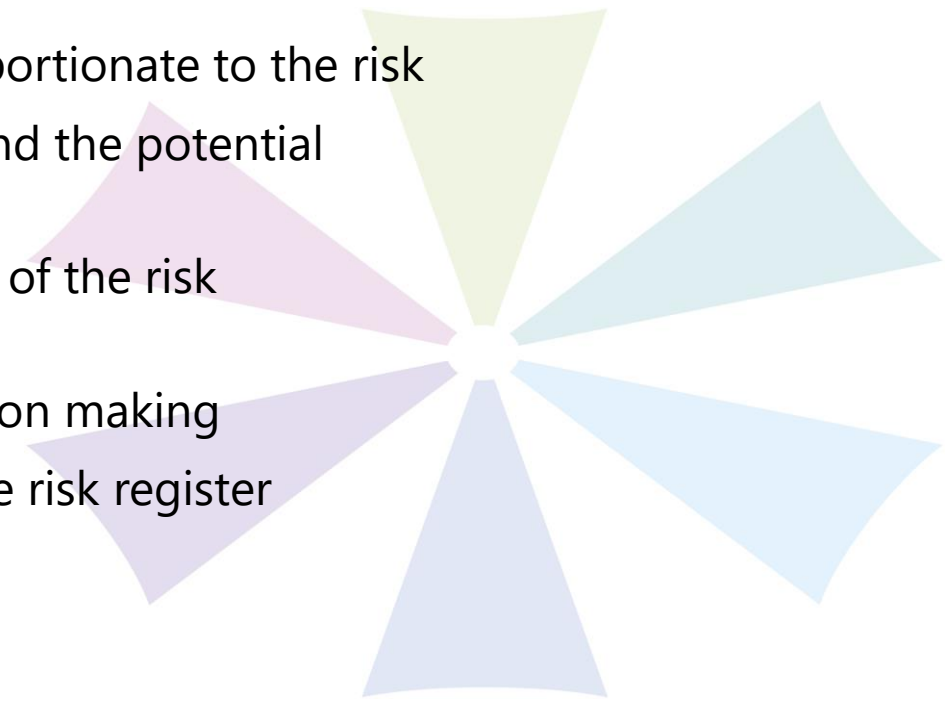 portionate to the risk
nd the potential
of the risk
on making
e risk register